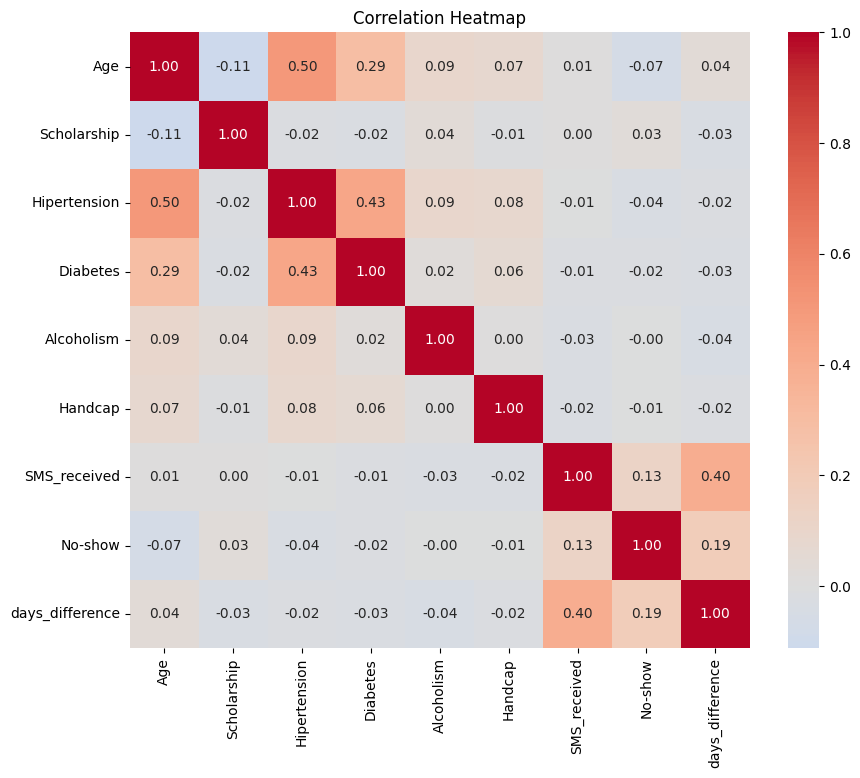 Correlation Heatmap
Age 1.00 -0.11 0.50 0.29 0.09 0.07 0.01 -0.07 0.04
Scholarship -0.11 1.00 -0.02 -0.02 0.04 -0.01 0.00 0.03 -0.03
Hipertension 0.50 -0.02 1.00 0.43 0.09 0.08 -0.01 -0.04 -0.02
Diabetes 0.29 -0.02 0.43 1.00 0.02 0.06 -0.01 -0.02 -0.03
Alcoholism 0.09 0.04 0.09 0.02 1.00 0.00 -0.03 -0.00 -0.04
Handcap 0.07 -0.01 0.08 0.06 0.00 1.00 -0.02 -0.01 -0.02
SMS_received 0.01 0.00 -0.01 -0.01 -0.03 -0.02 1.00 0.13 0.40
No-show -0.07 0.03 -0.04 -0.02 -0.00 -0.01 0.13 1.00 0.19
days_difference 0.04 -0.03 -0.02 -0.03 -0.04 -0.02 0.40 0.19 1.00
Age Scholarship Hipertension Diabetes Alcoholism Handcap SMS_received No-show days_difference
1.0
0.8
0.6
0.4
0.2
0.0